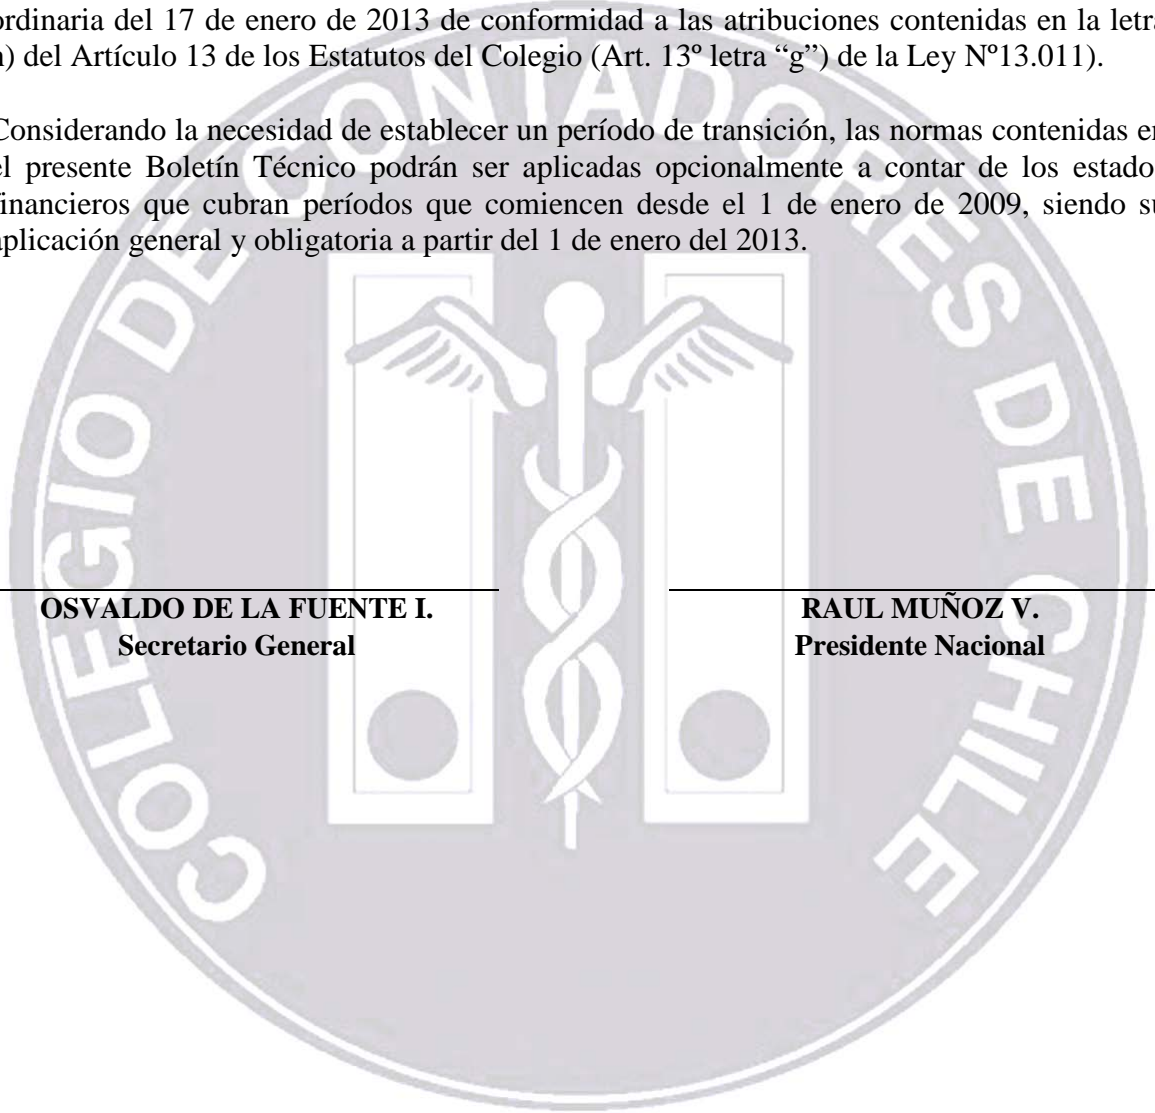 ordinaria del 17 de enero de 2013 de conformidad a las atribuciones contenidas en la letra
n) del Artículo 13 de los Estatutos del Colegio (Art. 13º letra “g”) de la Ley Nº13.011).
Considerando la necesidad de establecer un período de transición, las normas contenidas en
el presente Boletín Técnico podrán ser aplicadas opcionalmente a contar de los estado
financieros que cubran períodos que comiencen desde el 1 de enero de 2009, siendo su
aplicación general y obligatoria a partir del 1 de enero del 2013.
COLEGIO DE CONTADORES DE CHILE
OSVALDO DE LA FUENTE I.
Secretario General
RAUL MUÑOZ V.
Presidente Nacional